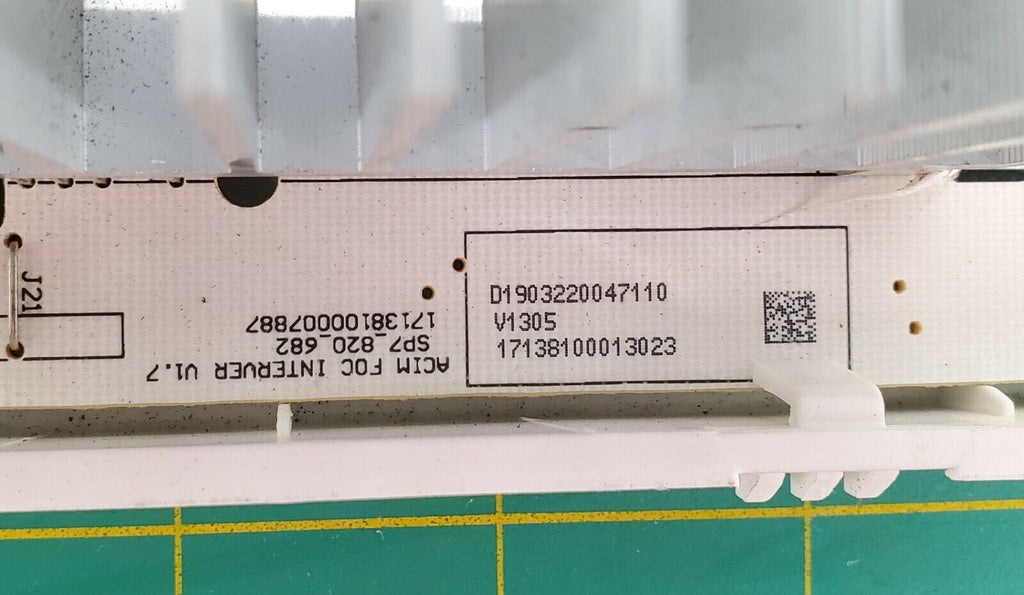 J21
ACIM FOC INTERVER V1.7
SP7_820_682
17138100007887
D1903220047110
V1305
17138100013023